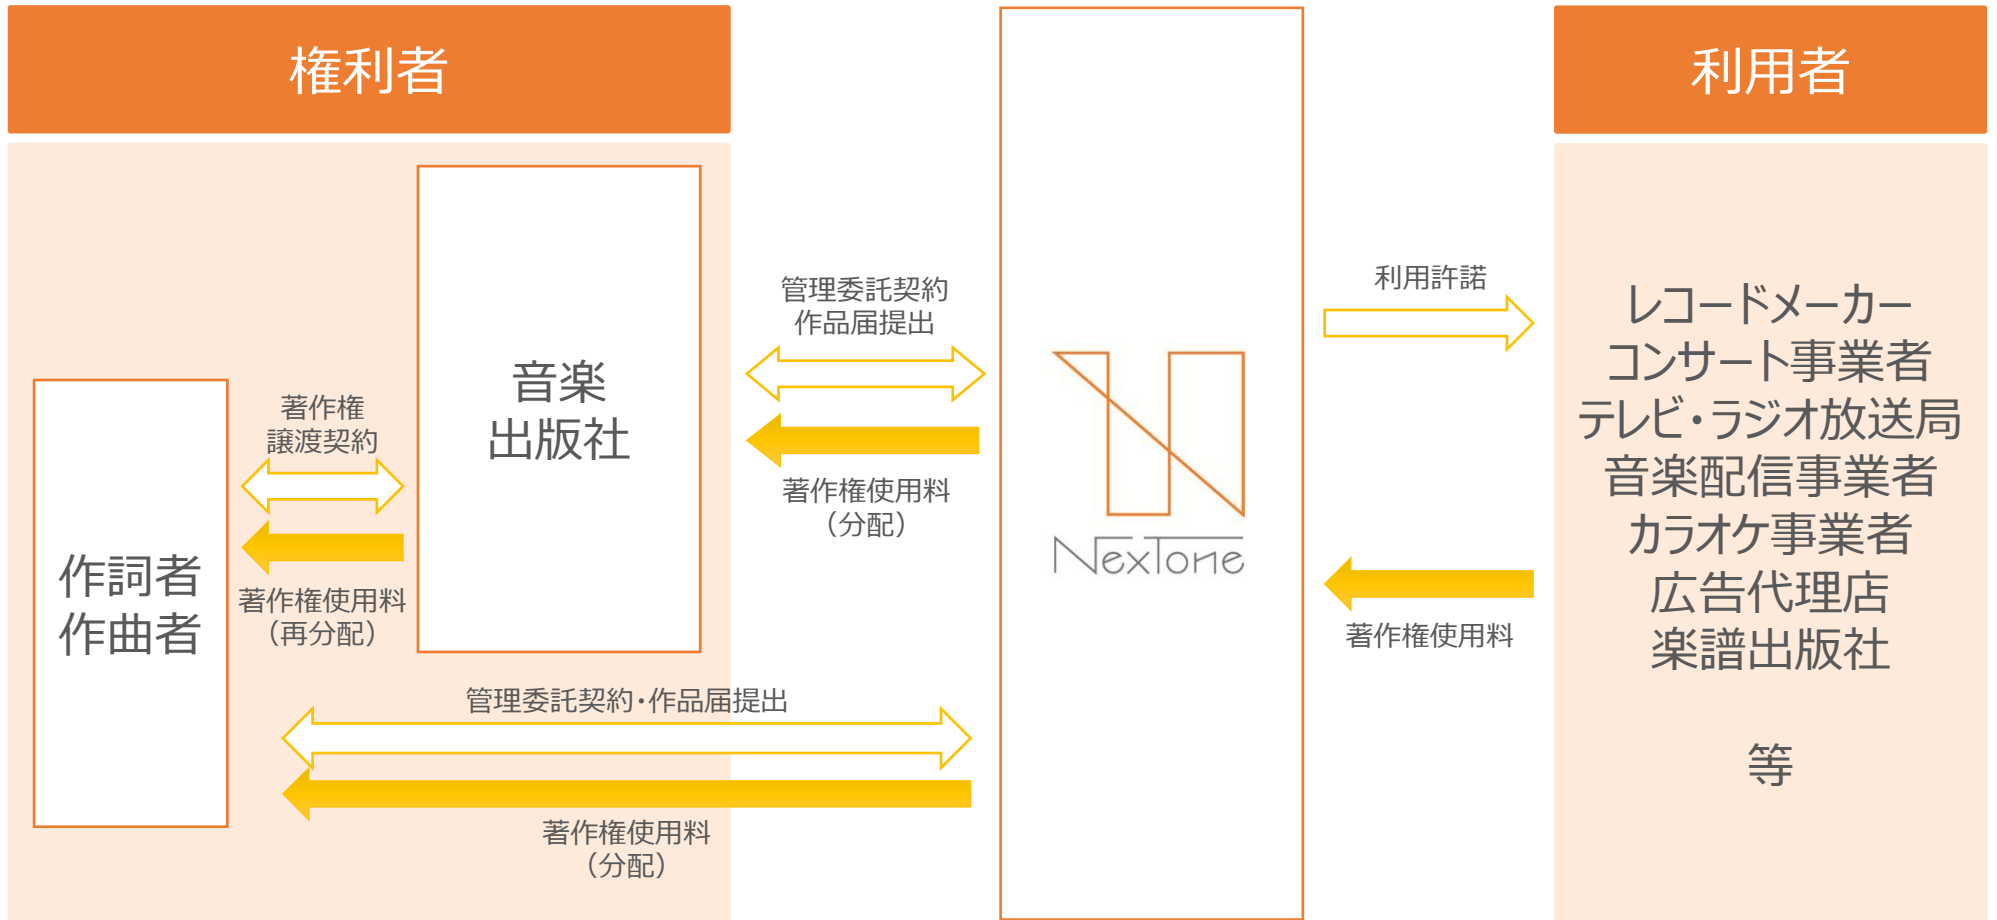 権利者
利用者
作詞者
作曲者
著作権
譲渡契約
著作権使用料
（再分配）
音楽
出版社
管理委託契約
作品届提出
著作権使用料
（分配）
管理委託契約・作品届提出
著作権使用料
（分配）
NexTone
利用許諾
著作権使用料
レコードメーカー
コンサート事業者
テレビ・ラジオ放送局
音楽配信事業者
カラオケ事業者
広告代理店
楽譜出版社
等